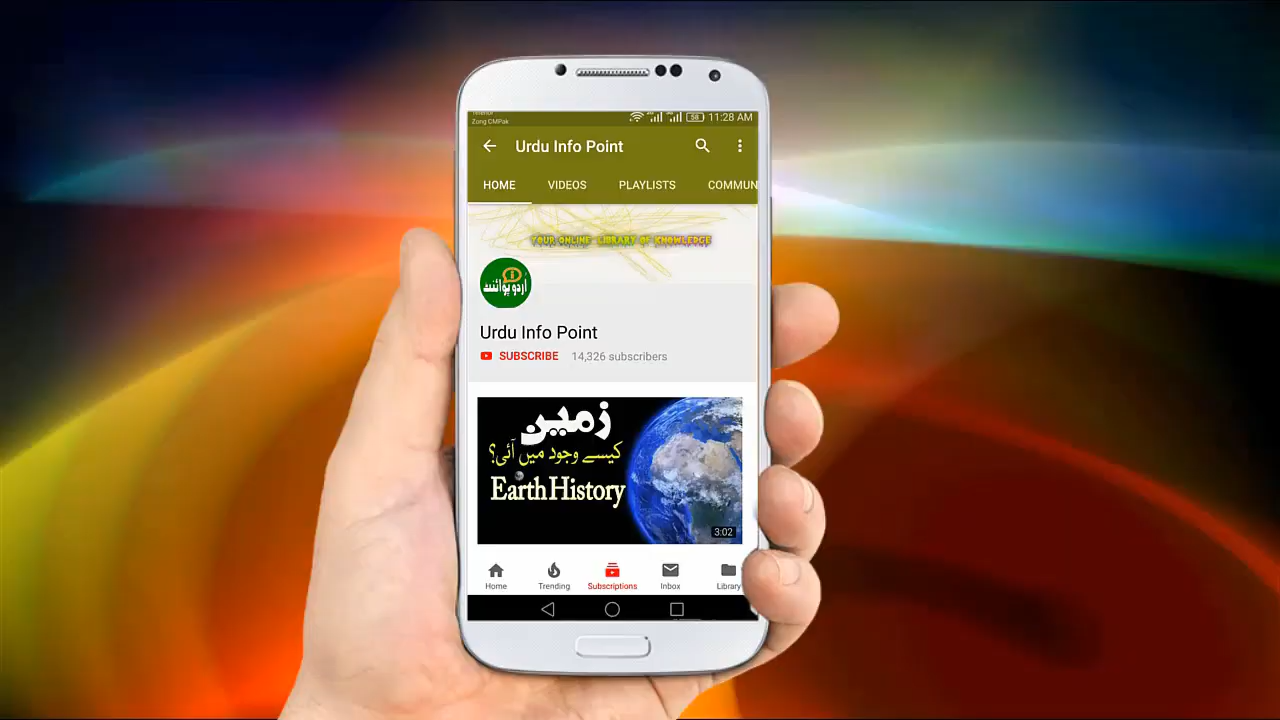 Zong CMPak
58 11:28 AM
Urdu Info Point
HOME VIDEOS PLAYLISTS COMMUN
YOUR ONLINE LIBRARY OF KNOWLEDGE
اردو پوائنٹ
Urdu Info Point
SUBSCRIBE 14,326 subscribers
زمین
کیسے وجود میں آئی؟
Earth History
3:02
Home Trending Subscriptions Inbox Library